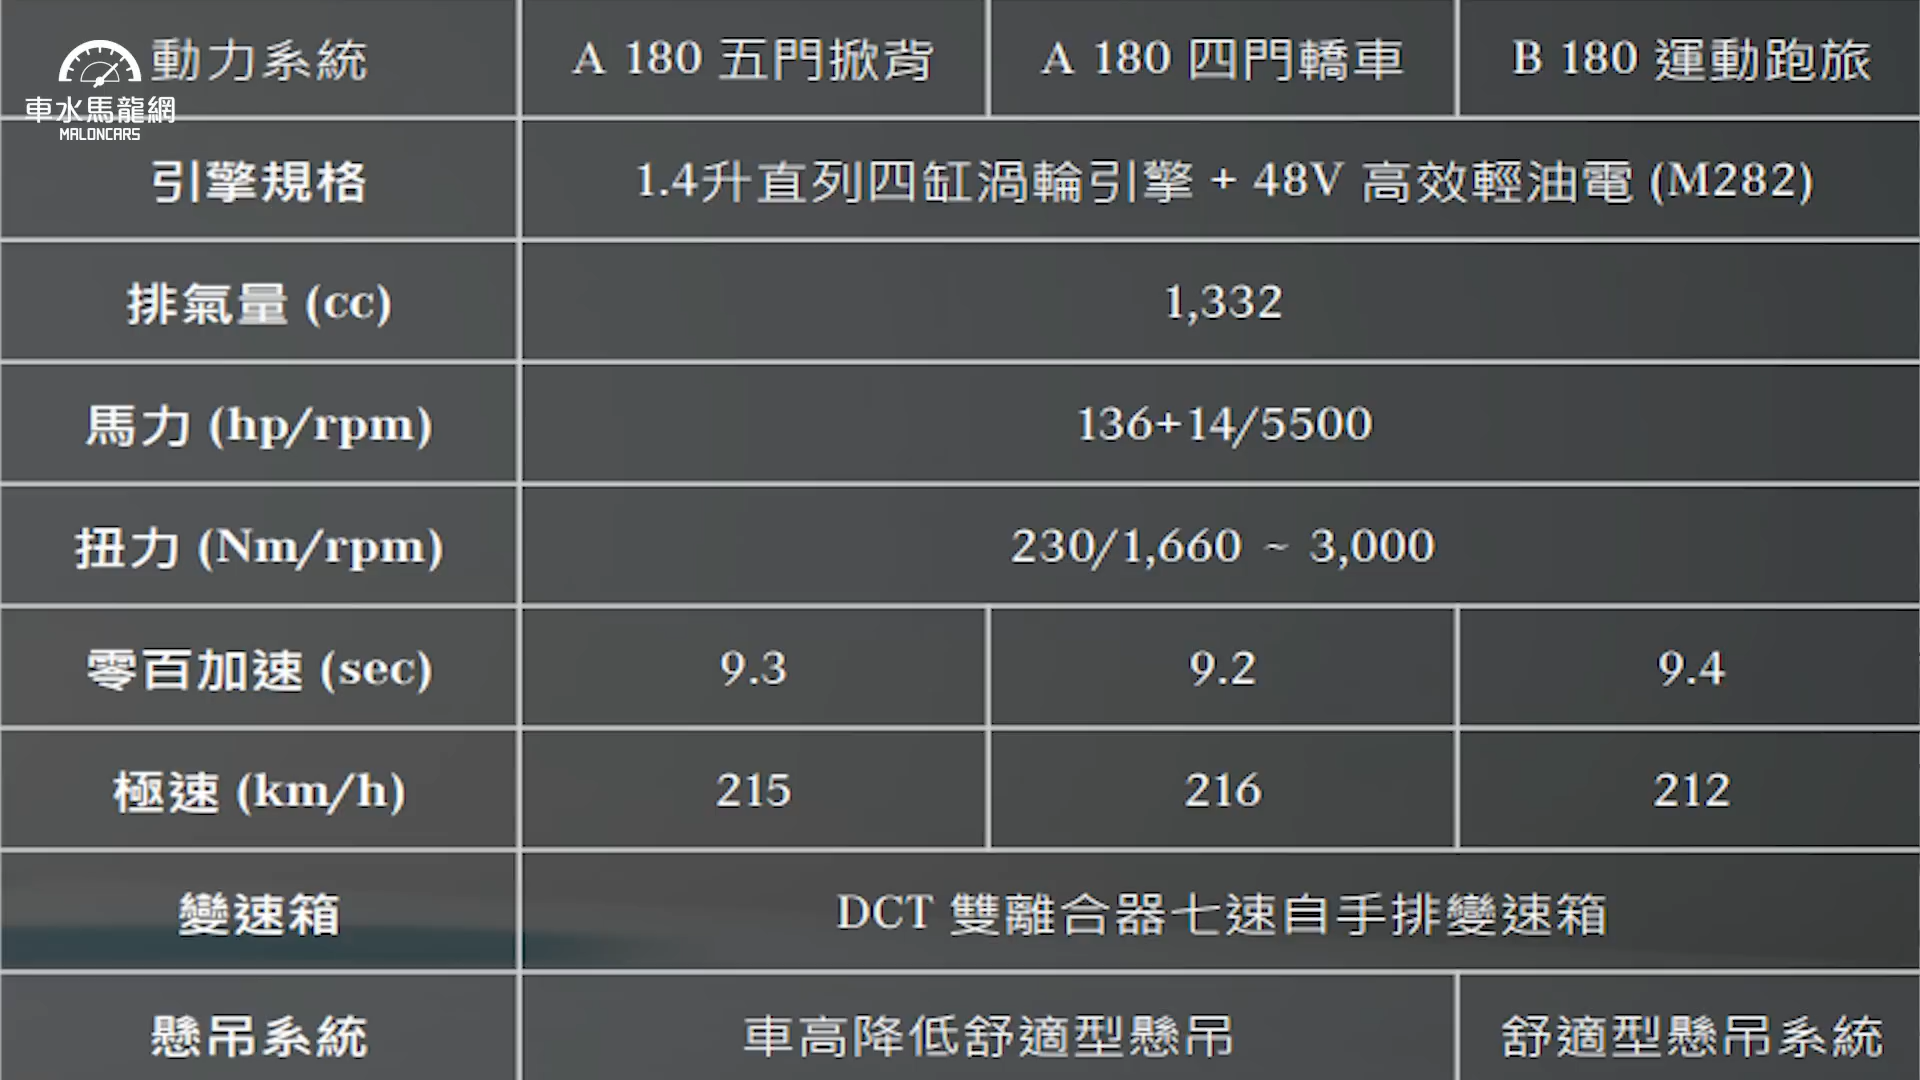 車水馬龍網
MALONCARS
動力系統 A 180 五門掀背 A 180 四門轎車 B 180 運動跑旅
引擎規格 1.4升直列四缸渦輪引擎 + 48V 高效輕油電 (M282)
排氣量 (cc) 1,332
馬力 (hp/rpm) 136+14/5500
扭力 (Nm/rpm) 230/1,660 ~ 3,000
零百加速 (sec) 9.3 9.2 9.4
極速 (km/h) 215 216 212
變速箱 DCT 雙離合器七速自手排變速箱
懸吊系統 車高降低舒適型懸吊 舒適型懸吊系統